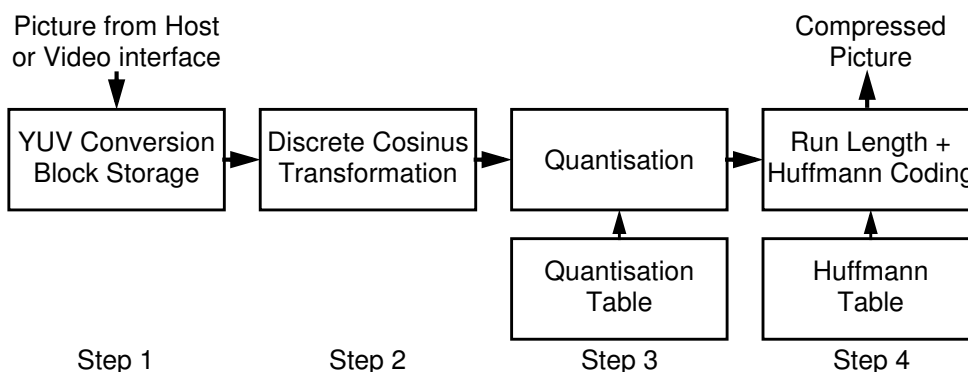 Picture from Host
or Video interface
Compressed
Picture
YUV Conversion
Block Storage
Discrete Cosinus
Transformation
Quantisation
Run Length +
Huffmann Coding
Quantisation
Table
Huffmann
Table
Step 1
Step 2
Step 3
Step 4